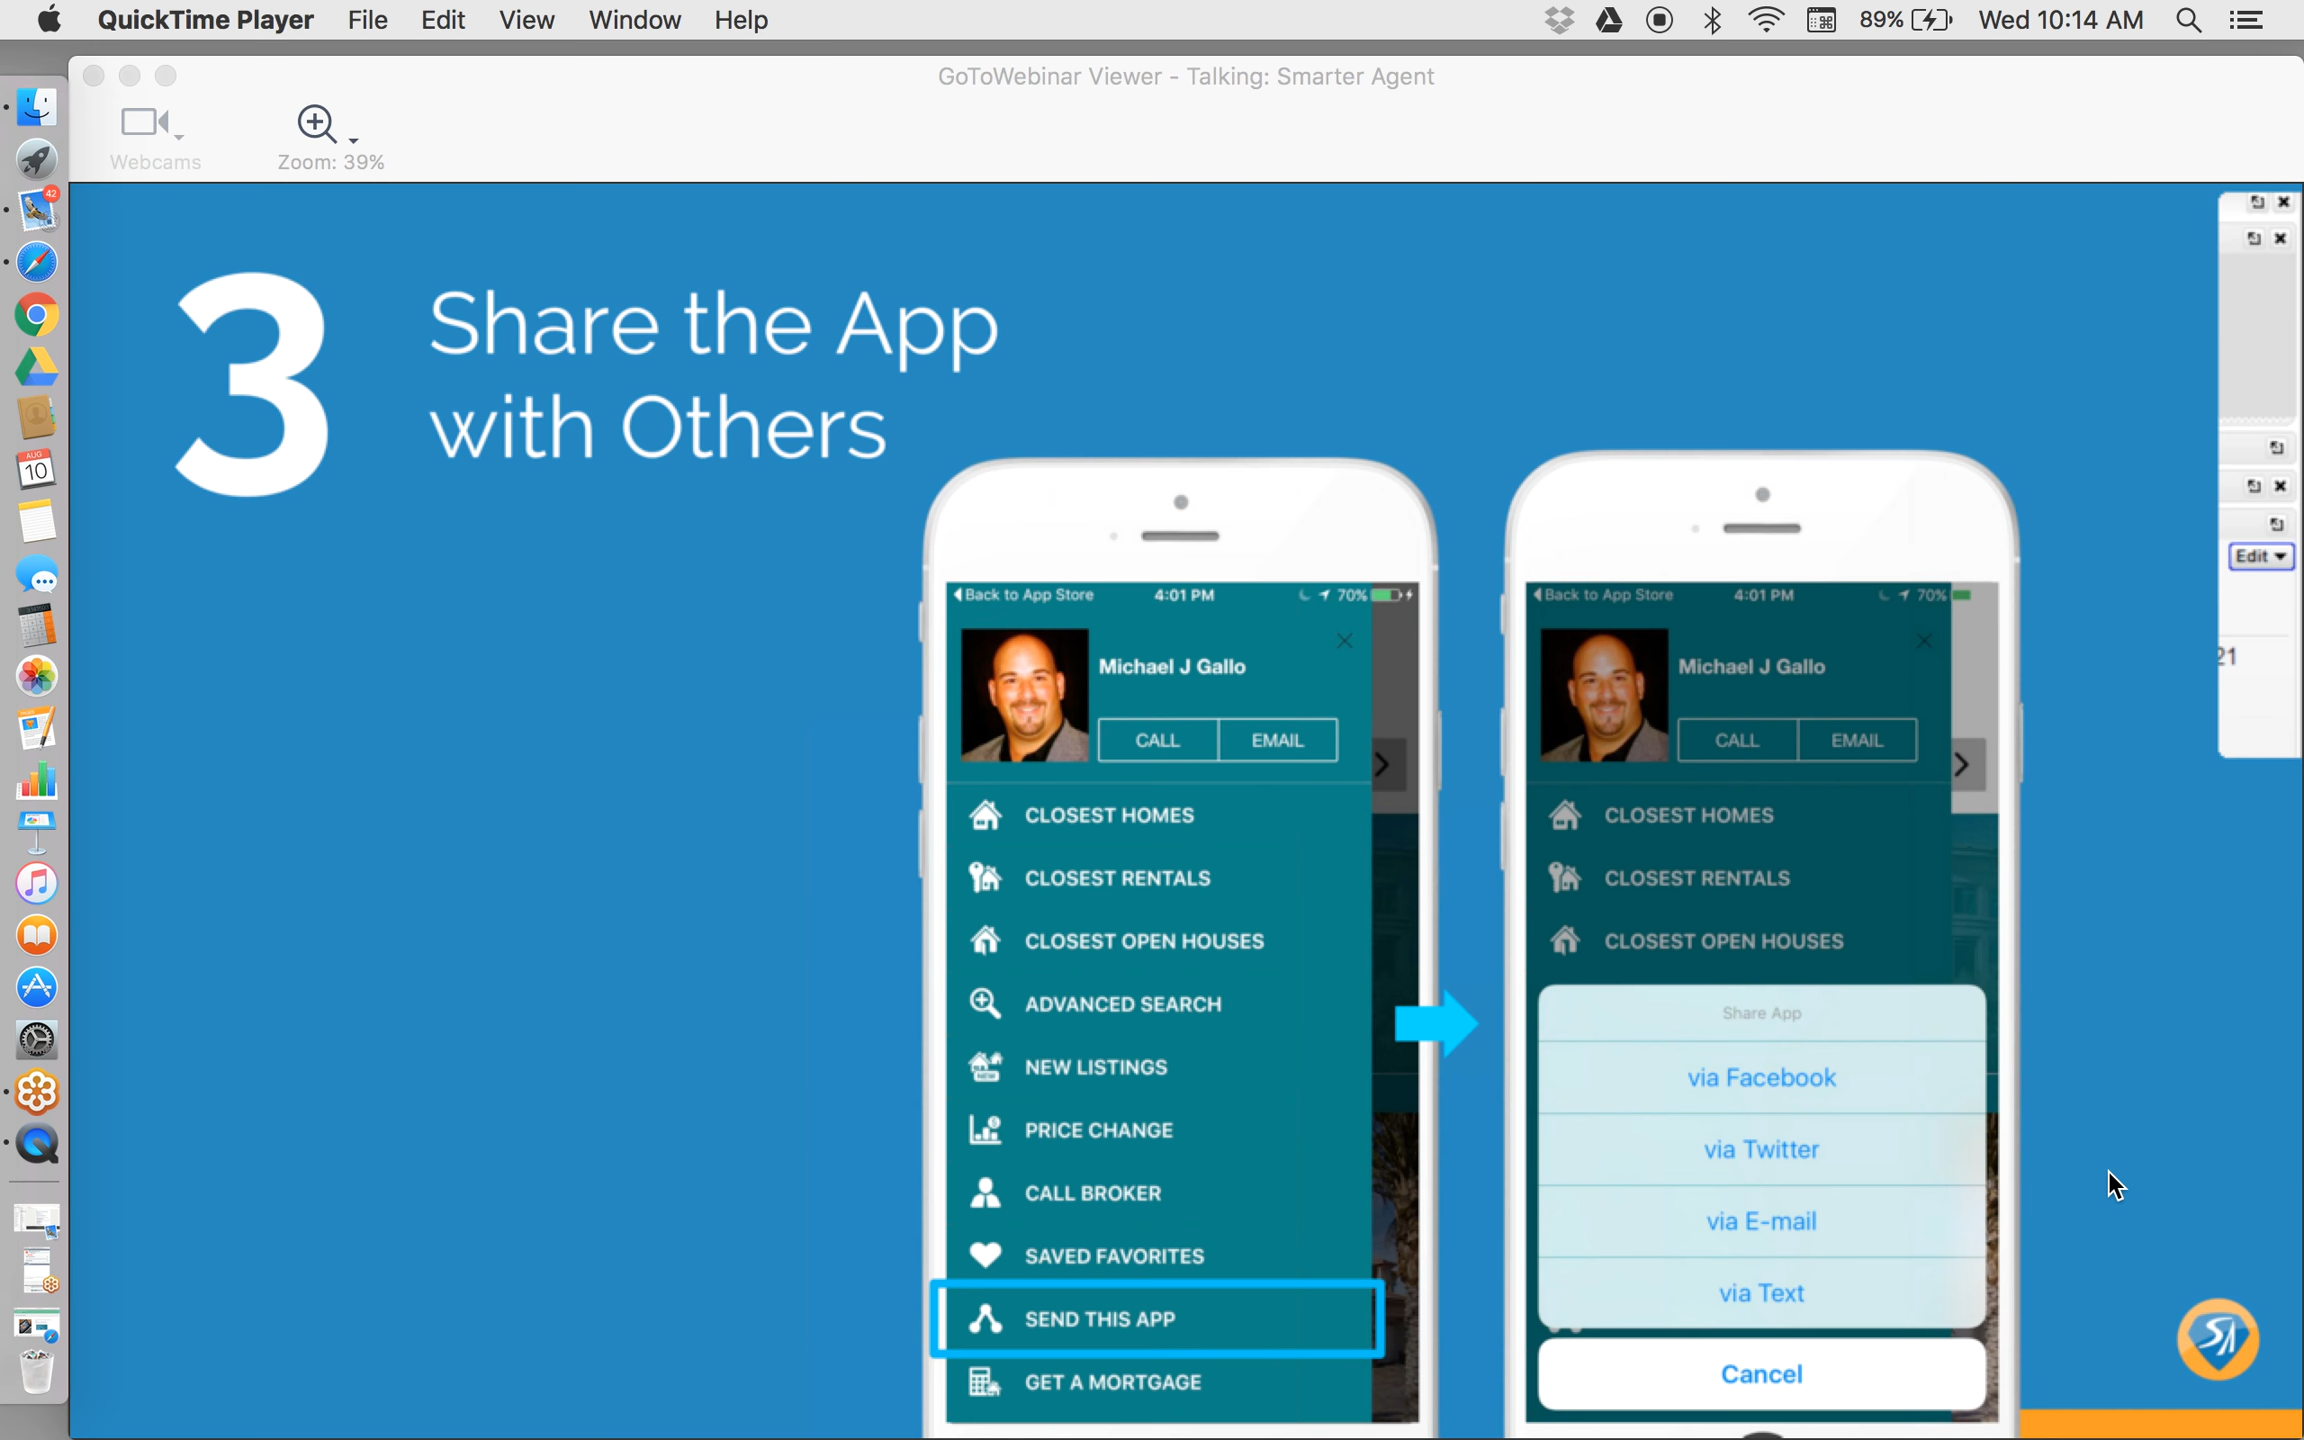 QuickTime Player File Edit View Window Help 89% Wed 10:14 AM
GoToWebinar Viewer - Talking: Smarter Agent
Webcams
Zoom: 39%
42
AUG
10
3
Share the App
with Others
Edit
21
Back to App Store 4:01 PM 70%
Michael J Gallo
CALL EMAIL
CLOSEST HOMES
CLOSEST RENTALS
CLOSEST OPEN HOUSES
ADVANCED SEARCH
NEW LISTINGS
PRICE CHANGE
CALL BROKER
SAVED FAVORITES
SEND THIS APP
GET A MORTGAGE
Back to App Store 4:01 PM 70%
Michael J Gallo
CALL EMAIL
CLOSEST HOMES
CLOSEST RENTALS
CLOSEST OPEN HOUSES
Share App
via Facebook
via Twitter
via E-mail
via Text
Cancel
SA